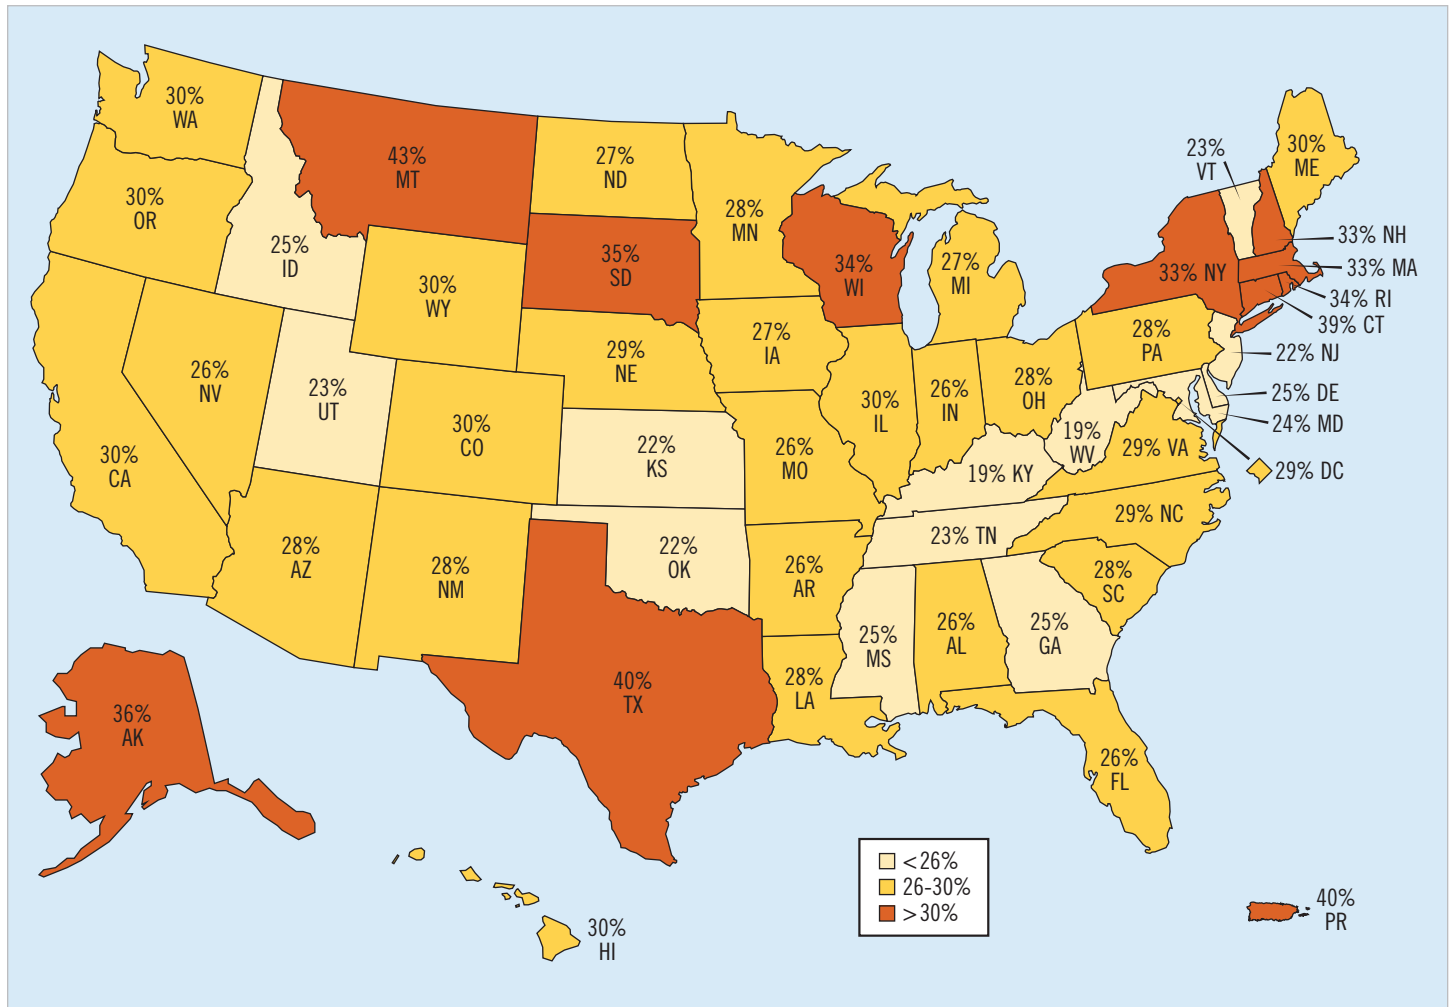 30%
WA
30%
OR
25%
ID
43%
MT
27%
ND
28%
MN
35%
SD
34%
WI
27%
MI
30%
WY
29%
NE
27%
IA
30%
CA
26%
NV
23%
UT
30%
CO
22%
KS
26%
MO
30%
IL
26%
IN
28%
OH
28%
PA
33% NY
23%
VT
30%
ME
33% NH
33% MA
34% RI
39% CT
22% NJ
25% DE
24% MD
29% DC
19%
WV
29% VA
19% KY
23% TN
29% NC
28%
SC
28%
AZ
28%
NM
22%
OK
26%
AR
25%
MS
26%
AL
25%
GA
40%
TX
28%
LA
26%
FL
36%
AK
30%
HI
<26%
26-30%
>30%
40%
PR